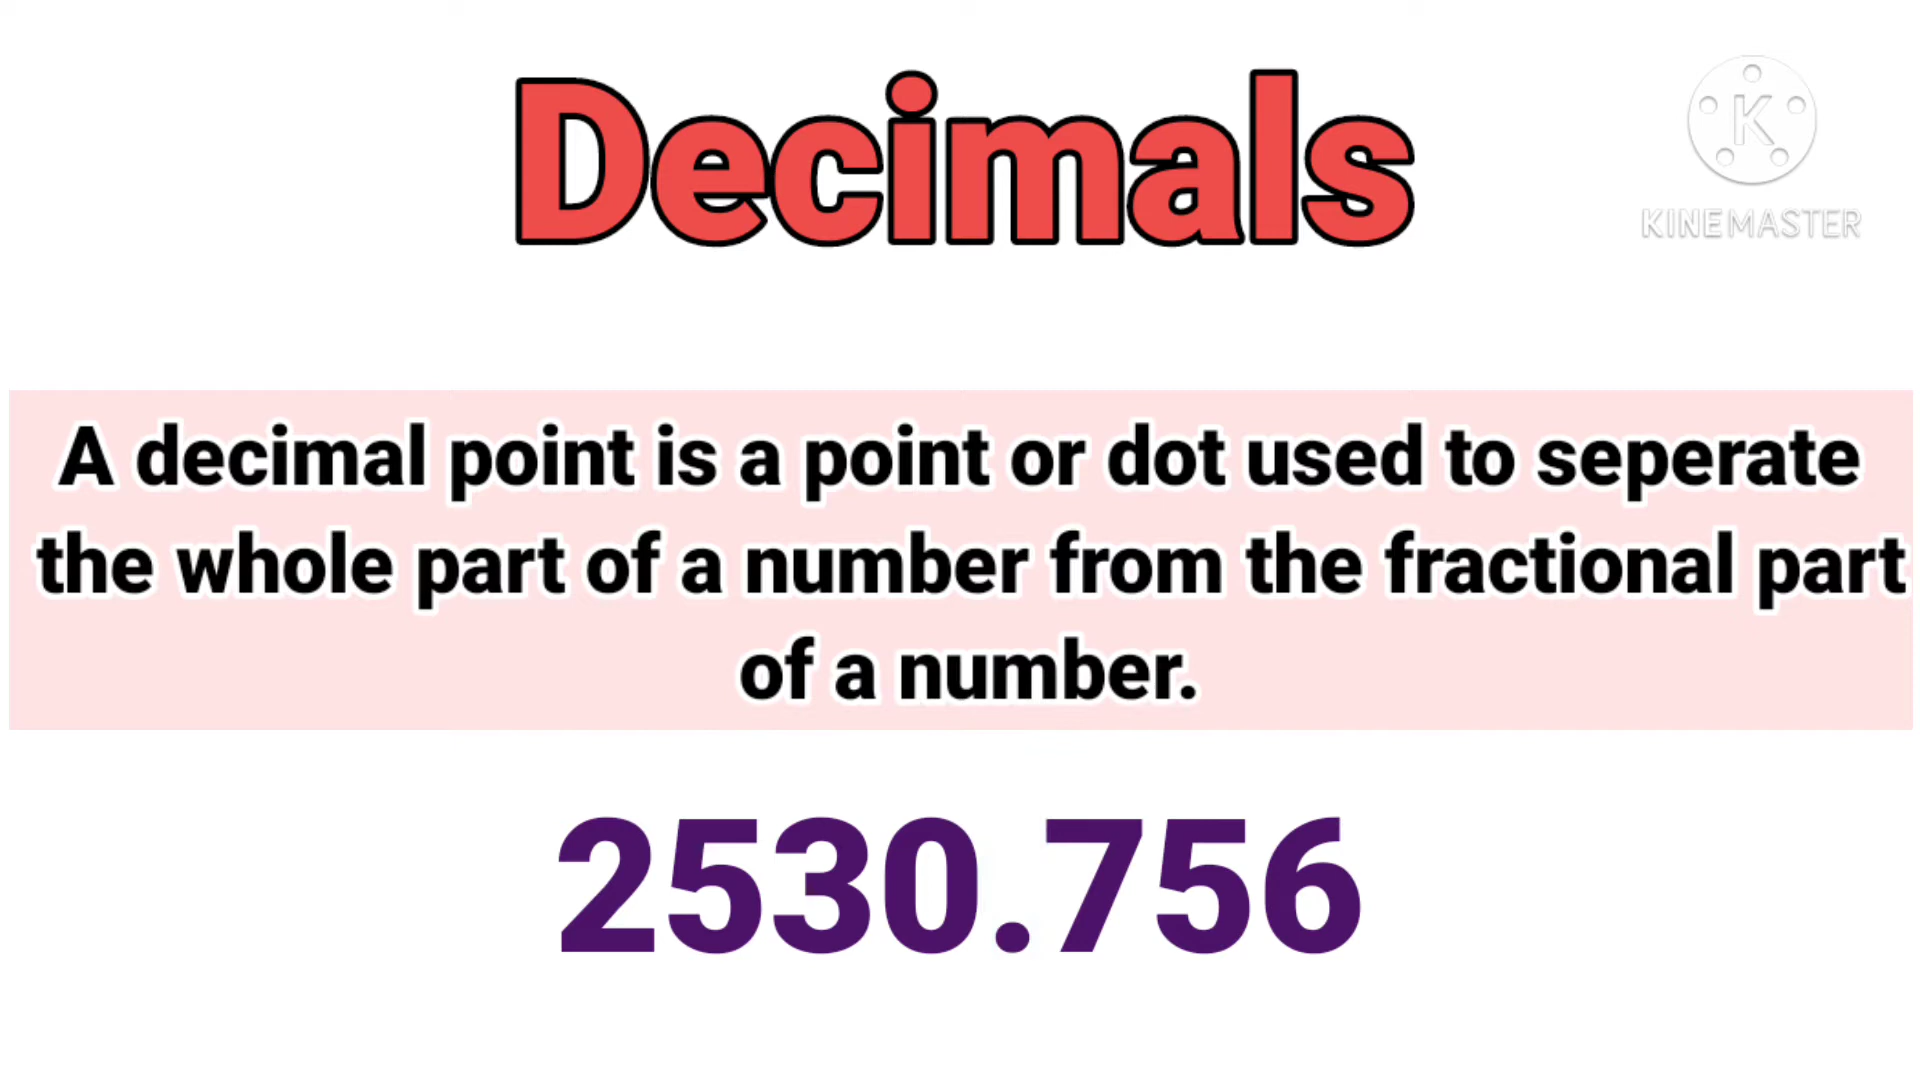 Decimals
K
KINEMASTER
A decimal point is a point or dot used to seperate
the whole part of a number from the fractional part
of a number.
2530.756